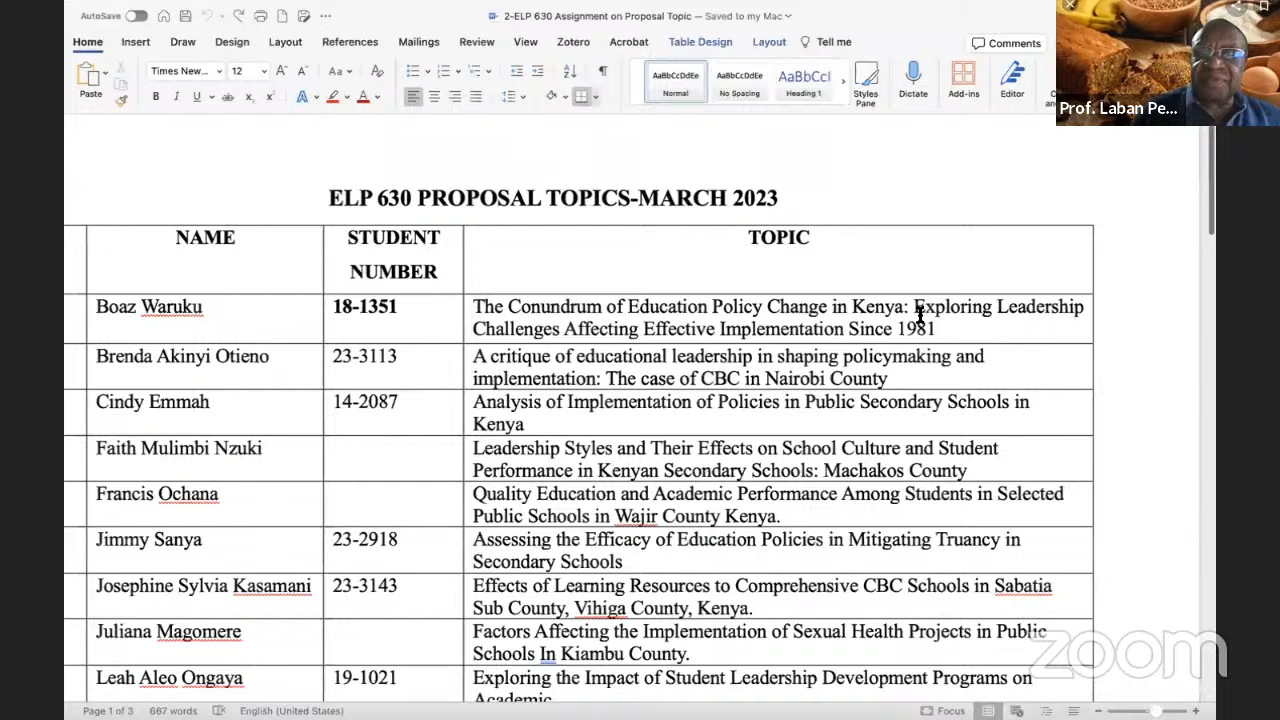 AutoSave
2-ELP 630 Assignment on Proposal Topic — Saved to my Mac
Home Insert Draw Design Layout References Mailings Review View Zotero Acrobat Table Design Layout Tell me
Comments
Paste
Times New... 12
AaBbCcDdEe AaBbCcDdEe AaBbCcI
Normal No Spacing Heading 1
Styles Pane
Dictate
Add-ins
Editor
Prof. Laban Pe...
ELP 630 PROPOSAL TOPICS-MARCH 2023
NAME STUDENT NUMBER TOPIC
Boaz Waruku 18-1351 The Conundrum of Education Policy Change in Kenya: Exploring Leadership
Challenges Affecting Effective Implementation Since 1981
Brenda Akinyi Otieno 23-3113 A critique of educational leadership in shaping policymaking and
implementation: The case of CBC in Nairobi County
Cindy Emmah 14-2087 Analysis of Implementation of Policies in Public Secondary Schools in
Kenya
Faith Mulimbi Nzuki Leadership Styles and Their Effects on School Culture and Student
Performance in Kenyan Secondary Schools: Machakos County
Francis Ochana Quality Education and Academic Performance Among Students in Selected
Public Schools in Wajir County Kenya.
Jimmy Sanya 23-2918 Assessing the Efficacy of Education Policies in Mitigating Truancy in
Secondary Schools
Josephine Sylvia Kasamani 23-3143 Effects of Learning Resources to Comprehensive CBC Schools in Sabatia
Sub County, Vihiga County, Kenya.
Juliana Magomere Factors Affecting the Implementation of Sexual Health Projects in Public
Schools In Kiambu County.
Leah Aleo Ongaya 19-1021 Exploring the Impact of Student Leadership Development Programs on
Academic
zoom
Page 1 of 3 667 words English (United States) Focus